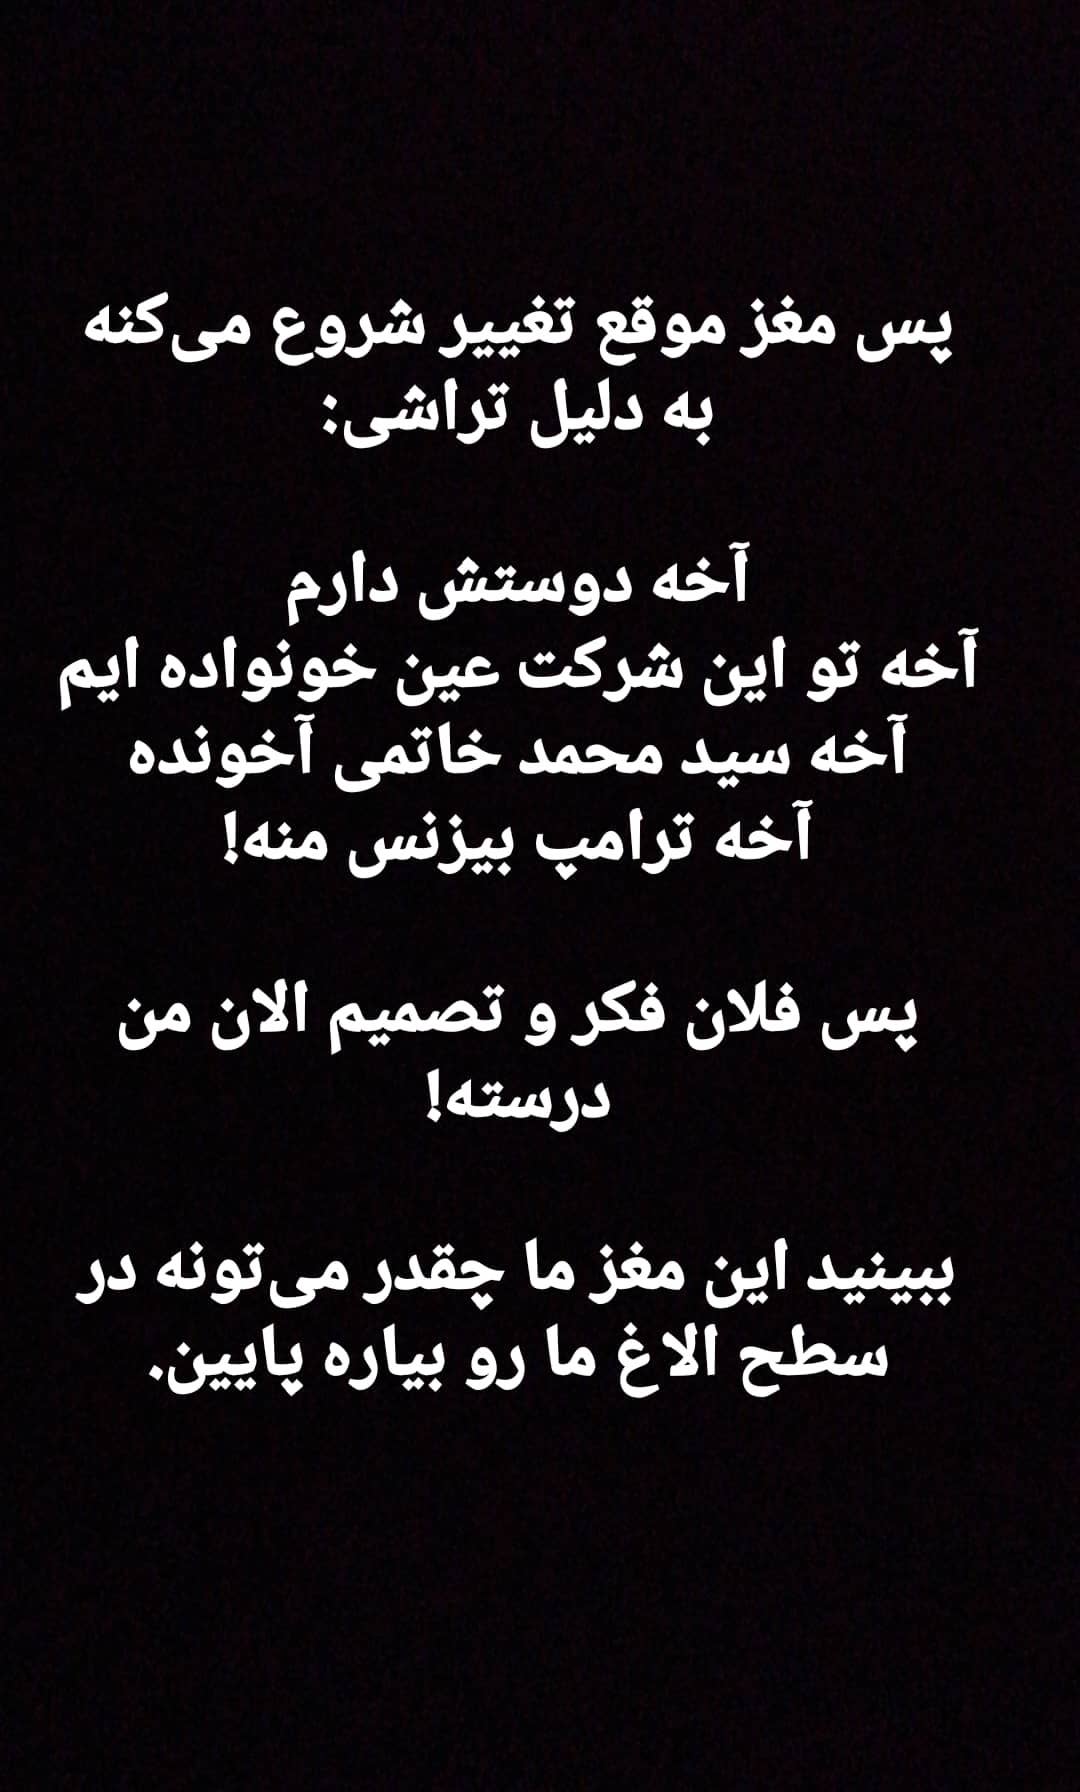 پس مغز موقع تغییر شروع می‌کنه
به دلیل تراشی:
آخه دوستش دارم
آخه تو این شرکت عین خونواده ایم
آخه سید محمد خاتمی آخونده
آخه ترامپ بیزنس منه!
پس فلان فکر و تصمیم الان من
درسته!
ببینید این مغز ما چقدر می‌تونه در
سطح الاغ ما رو بیاره پایین.